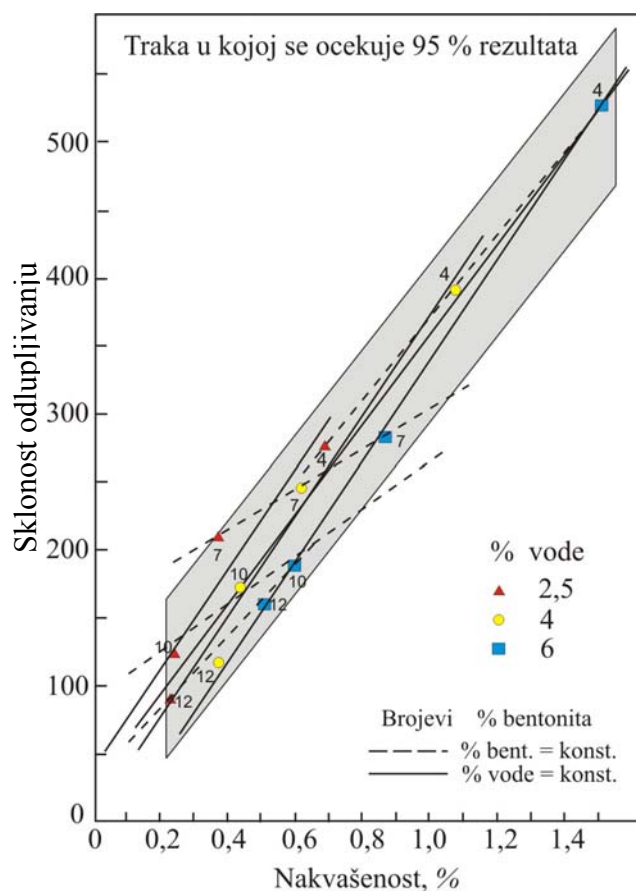 Traka u kojoj se ocekuje 95 % rezultata
Sklonost odlupljivanju
500
400
300
200
100
0
4
4
4
7
7
7
10
10
10
12
12
12
% vode
2,5
4
6
Brojevi % bentonita
% bent. = konst.
% vode = konst.
0 0,2 0,4 0,6 0,8 1,0 1,2 1,4
Nakvašenost, %